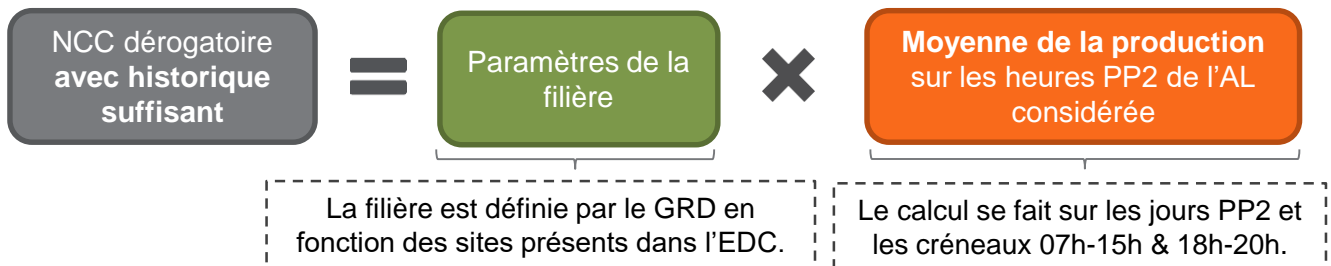 NCC dérogatoire
avec historique
suffisant
=
Paramètres de la
filière
×
Moyenne de la production
sur les heures PP2 de l’AL
considérée
La filière est définie par le GRD en
fonction des sites présents dans l’EDC.
Le calcul se fait sur les jours PP2 et
les créneaux 07h-15h & 18h-20h.